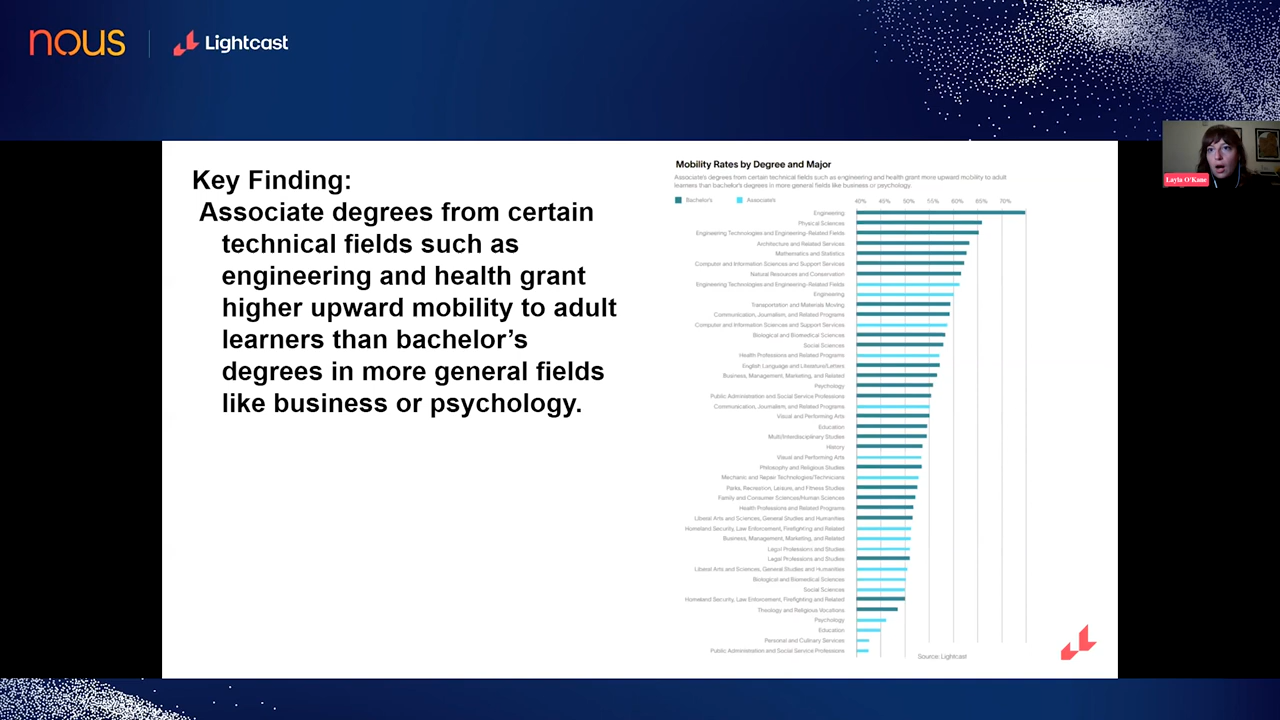 nous
Lightcast
Key Finding:
Associate degrees from certain
technical fields such as
engineering and health grant
higher upward mobility to adult
learners than bachelor's
degrees in more general fields
like business or psychology.
Mobility Rates by Degree and Major
Associate's degrees from certain technical fields such as engineering and health grant more upward mobility to adult
learners than bachelor's degrees in more general fields like business or psychology.
Bachelor's
Associate's
40% 45% 50% 55% 60% 65% 70%
Engineering
Physical Sciences
Engineering Technologies and Engineering-Related Fields
Architecture and Related Services
Mathematics and Statistics
Computer and Information Sciences and Support Services
Natural Resources and Conservation
Engineering Technologies and Engineering-Related Fields
Engineering
Transportation and Materials Moving
Communication, Journalism, and Related Programs
Computer and Information Sciences and Support Services
Biological and Biomedical Sciences
Social Sciences
Health Professions and Related Programs
English Language and Literature/Letters
Business, Management, Marketing, and Related
Psychology
Public Administration and Social Service Professions
Communication, Journalism, and Related Programs
Visual and Performing Arts
Education
Multi/Interdisciplinary Studies
History
Visual and Performing Arts
Philosophy and Religious Studies
Mechanic and Repair Technologies/Technicians
Parks, Recreation, Leisure, and Fitness Studies
Family and Consumer Sciences/Human Sciences
Health Professions and Related Programs
Liberal Arts and Sciences, General Studies and Humanities
Homeland Security, Law Enforcement, Firefighting and Related
Business, Management, Marketing, and Related
Legal Professions and Studies
Legal Professions and Studies
Liberal Arts and Sciences, General Studies and Humanities
Biological and Biomedical Sciences
Social Sciences
Homeland Security, Law Enforcement, Firefighting and Related
Theology and Religious Vocations
Psychology
Education
Personal and Culinary Services
Public Administration and Social Service Professions
Source: Lightcast
Layla O'Kane